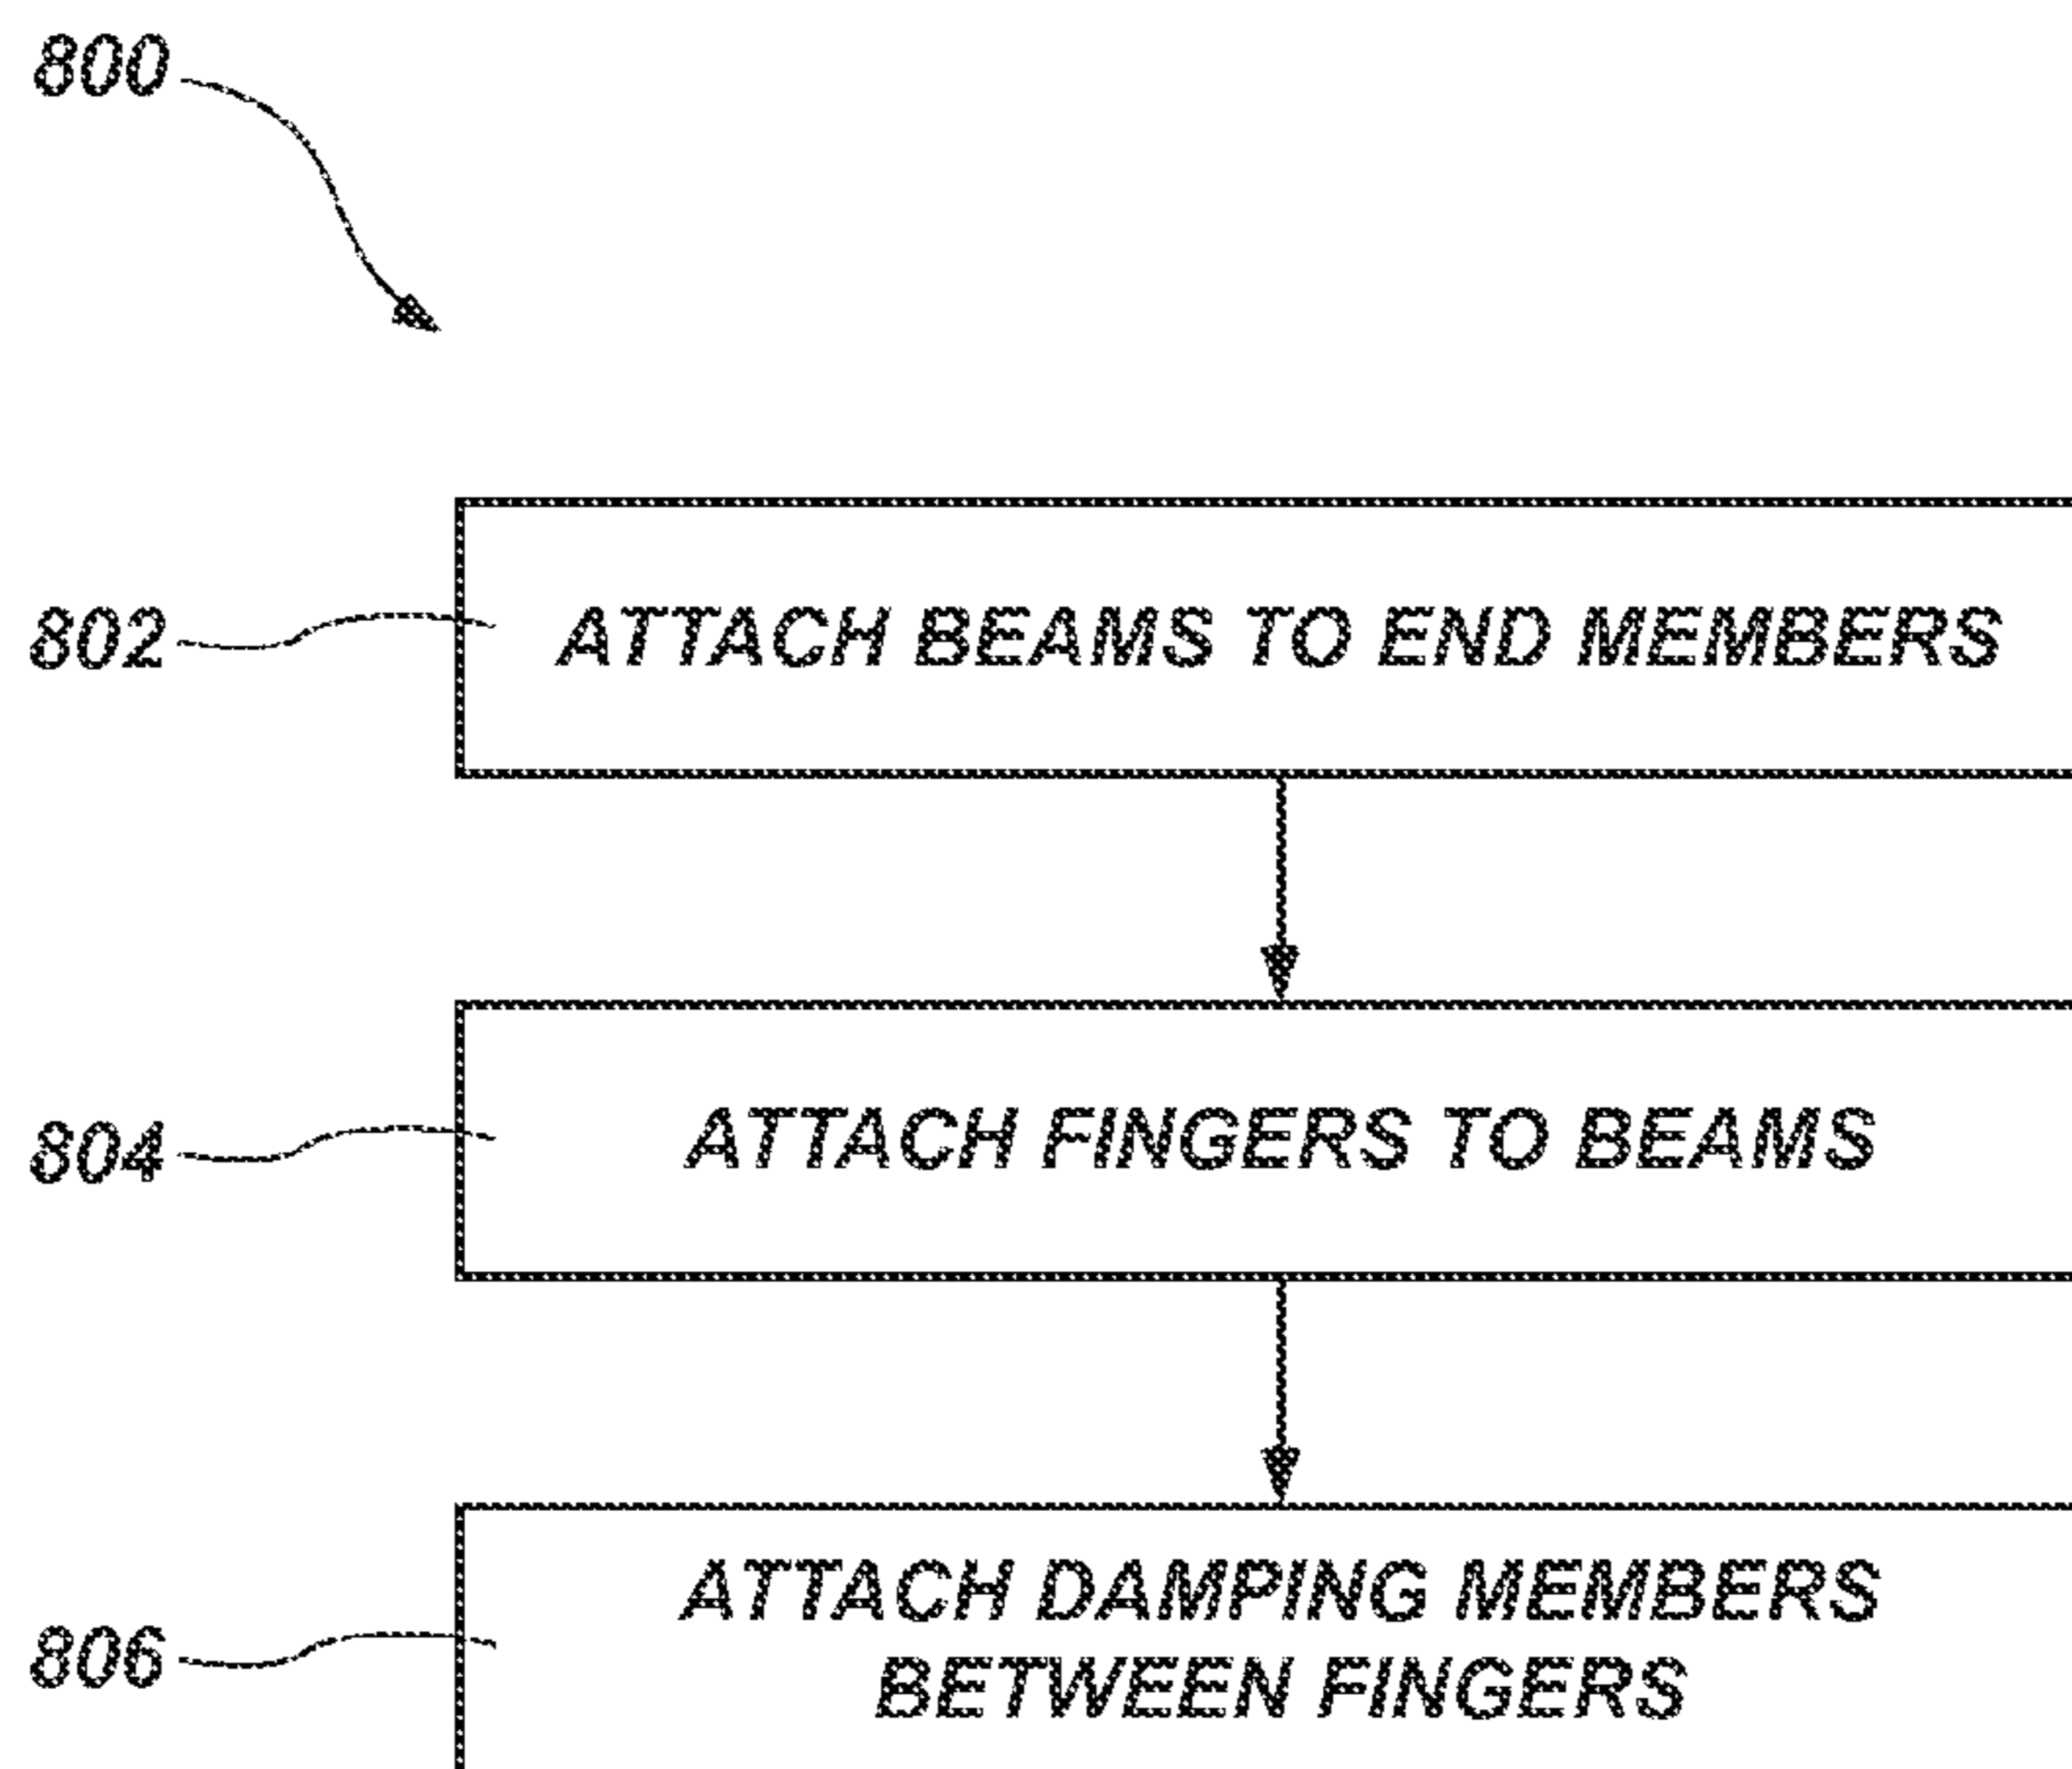 800
802
ATTACH BEAMS TO END MEMBERS
804
ATTACH FINGERS TO BEAMS
806
ATTACH DAMPING MEMBERS
BETWEEN FINGERS